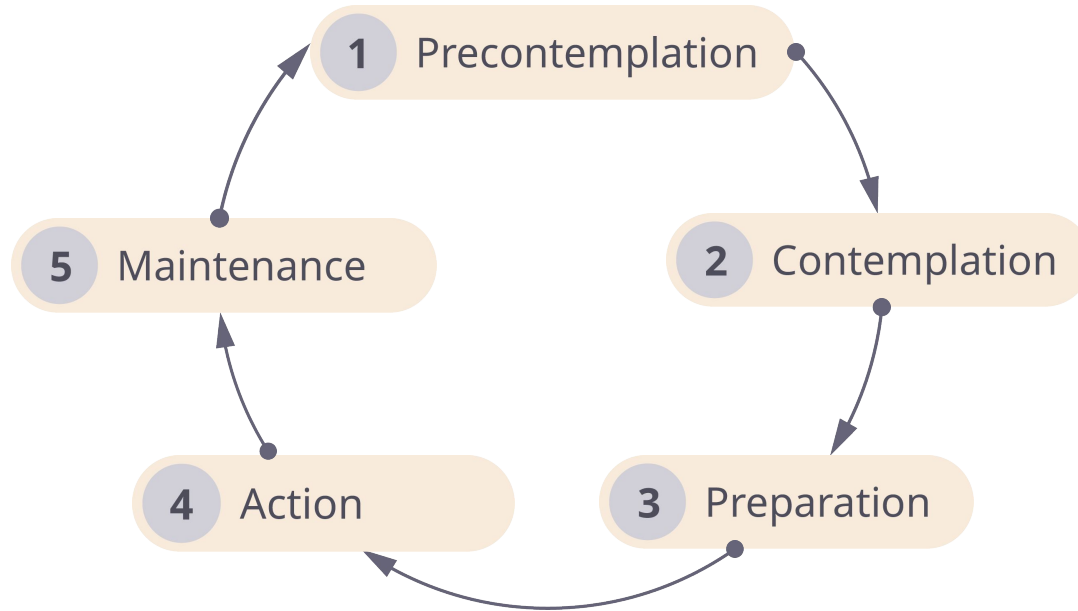 1 Precontemplation
2 Contemplation
3 Preparation
4 Action
5 Maintenance